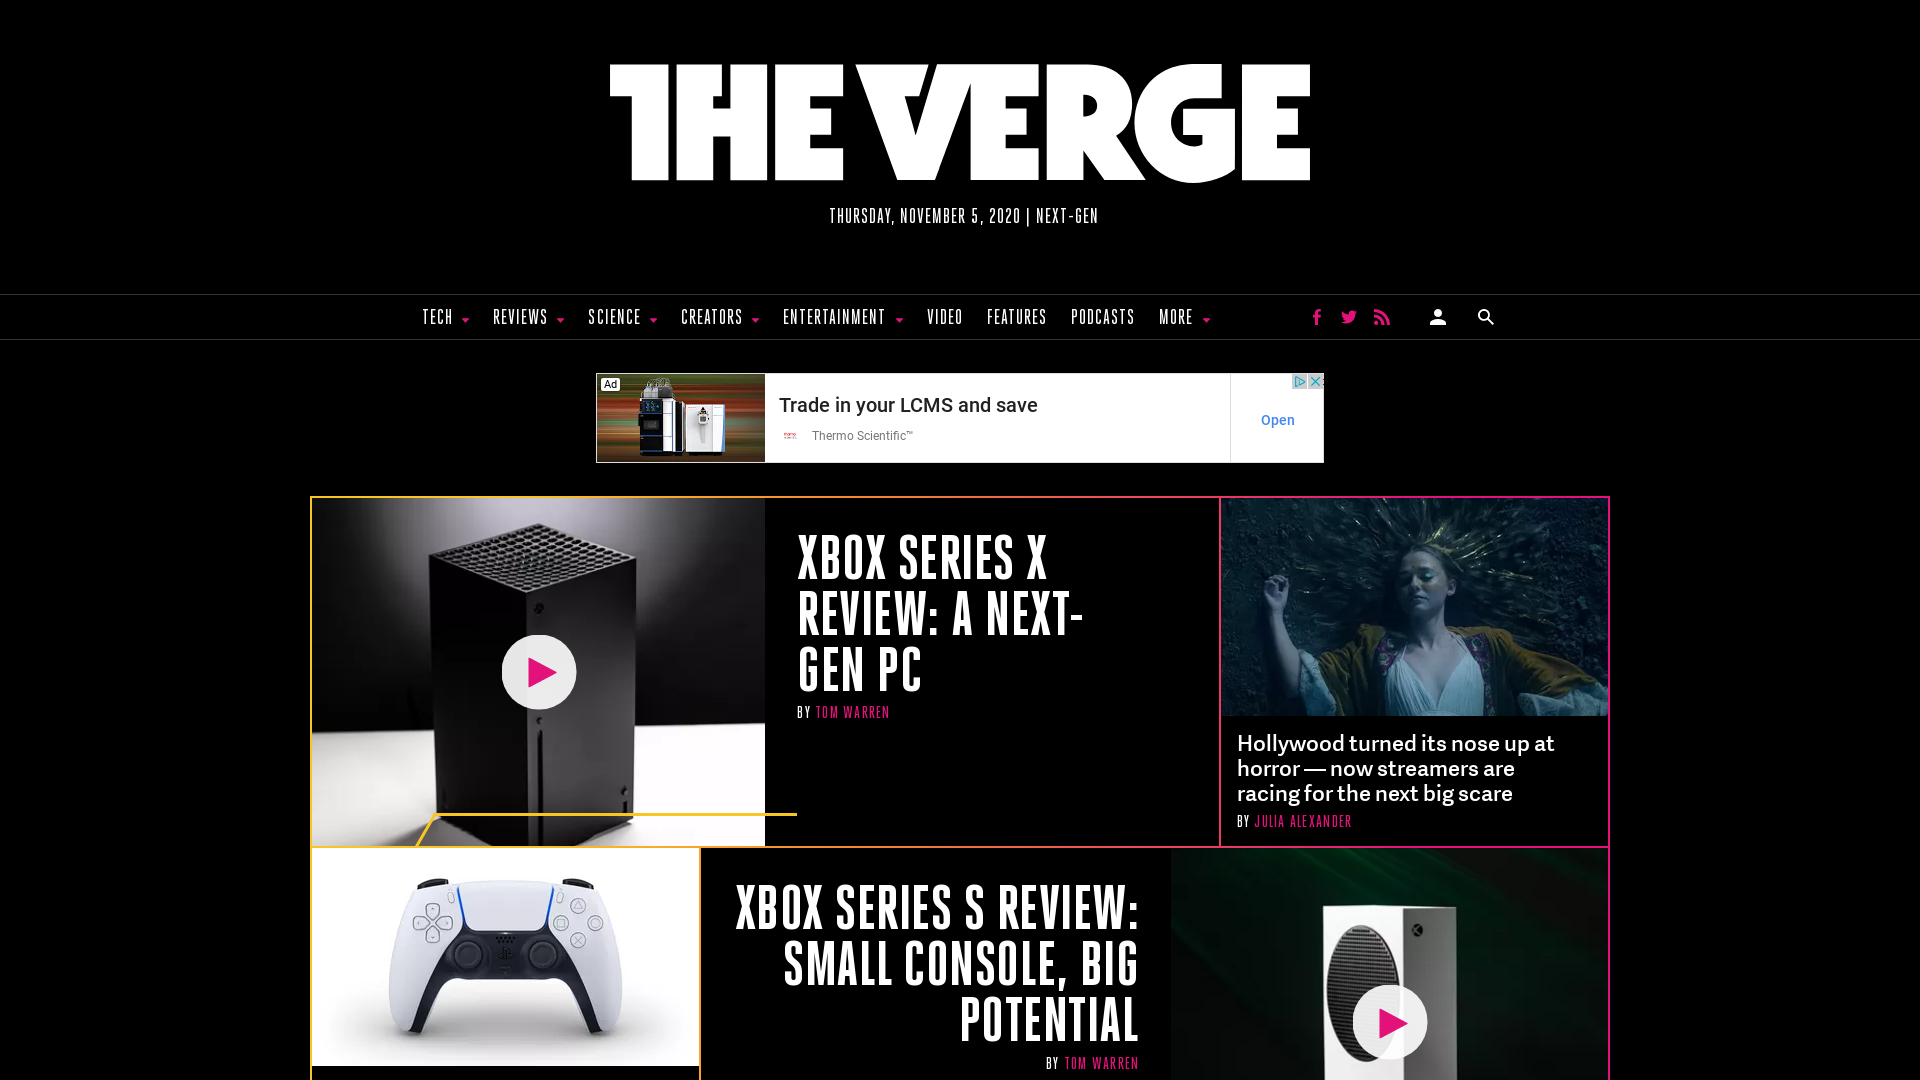 THE VERGE
THURSDAY, NOVEMBER 5, 2020 | NEXT-GEN
TECH REVIEWS SCIENCE CREATORS ENTERTAINMENT VIDEO FEATURES PODCASTS MORE
Ad
Trade in your LCMS and save
Thermo Scientific™
Open
XBOX SERIES X
REVIEW: A NEXT-
GEN PC
BY TOM WARREN
Hollywood turned its nose up at
horror — now streamers are
racing for the next big scare
BY JULIA ALEXANDER
XBOX SERIES S REVIEW:
SMALL CONSOLE, BIG
POTENTIAL
BY TOM WARREN